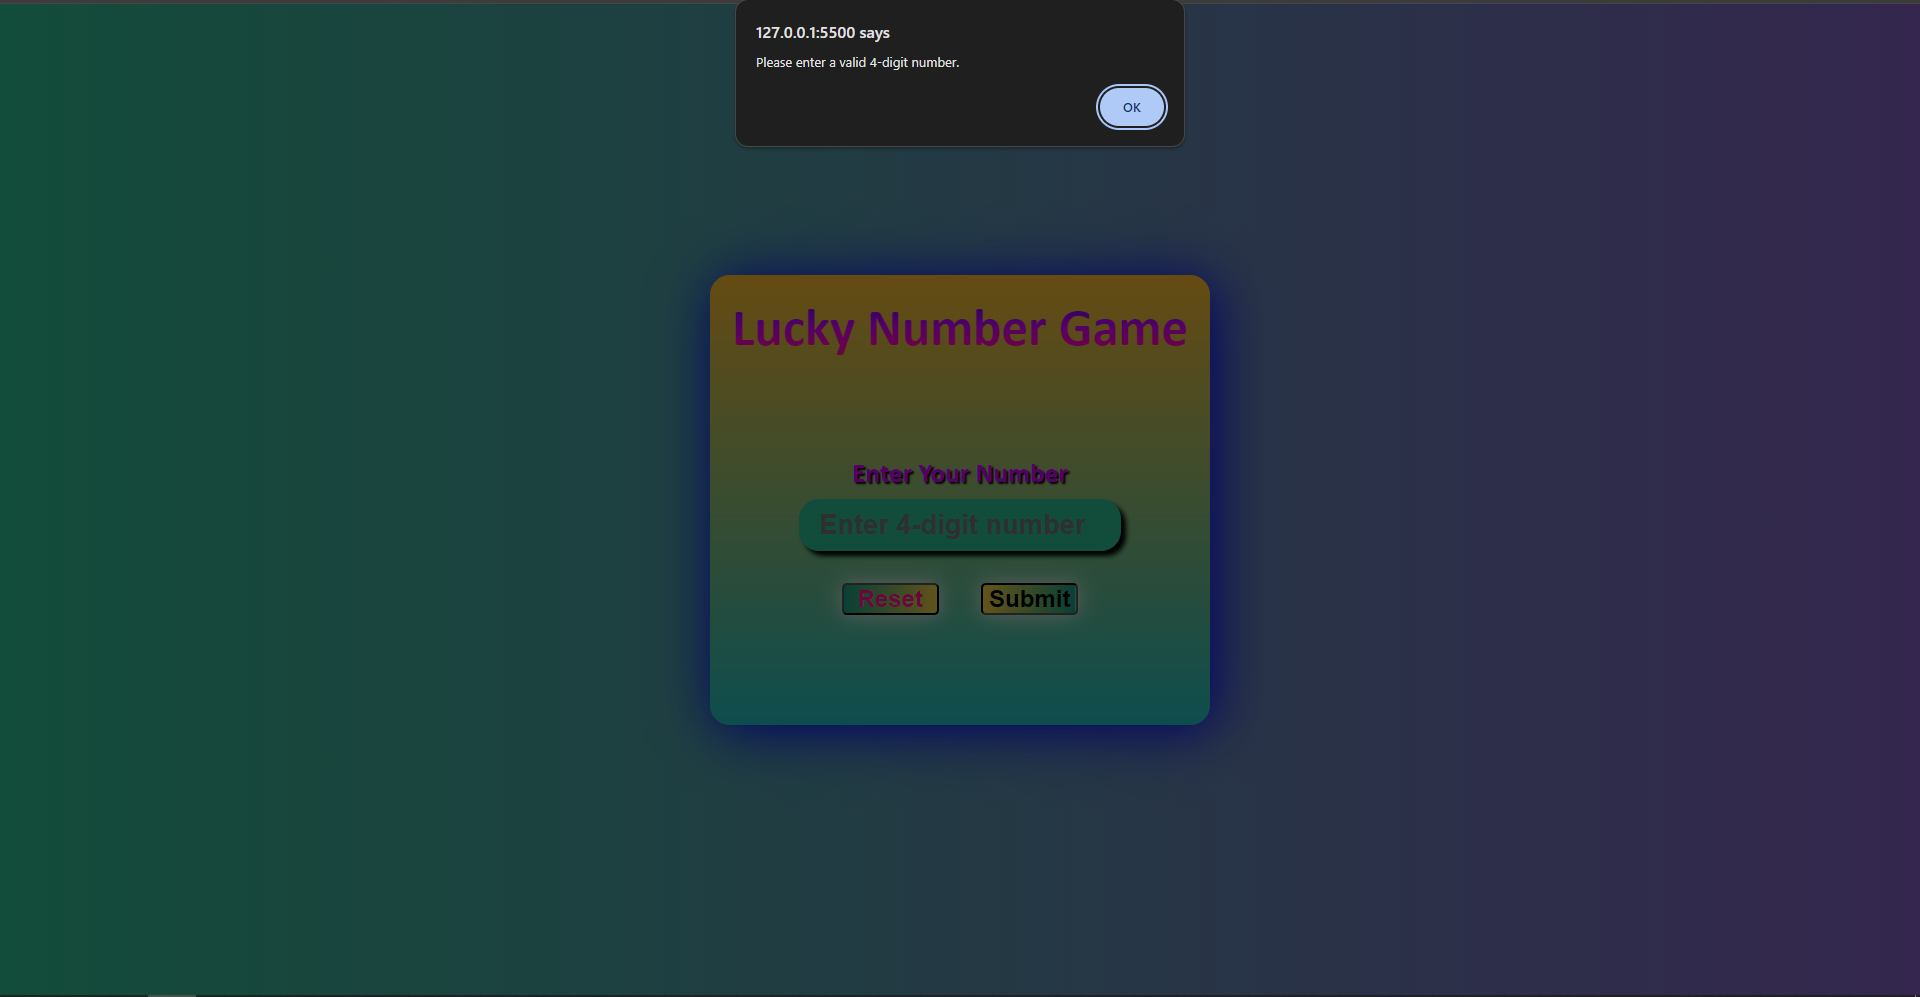 127.0.0.1:5500 says
Please enter a valid 4-digit number.
OK
Lucky Number Game
Enter Your Number
Enter 4-digit number
Reset
Submit